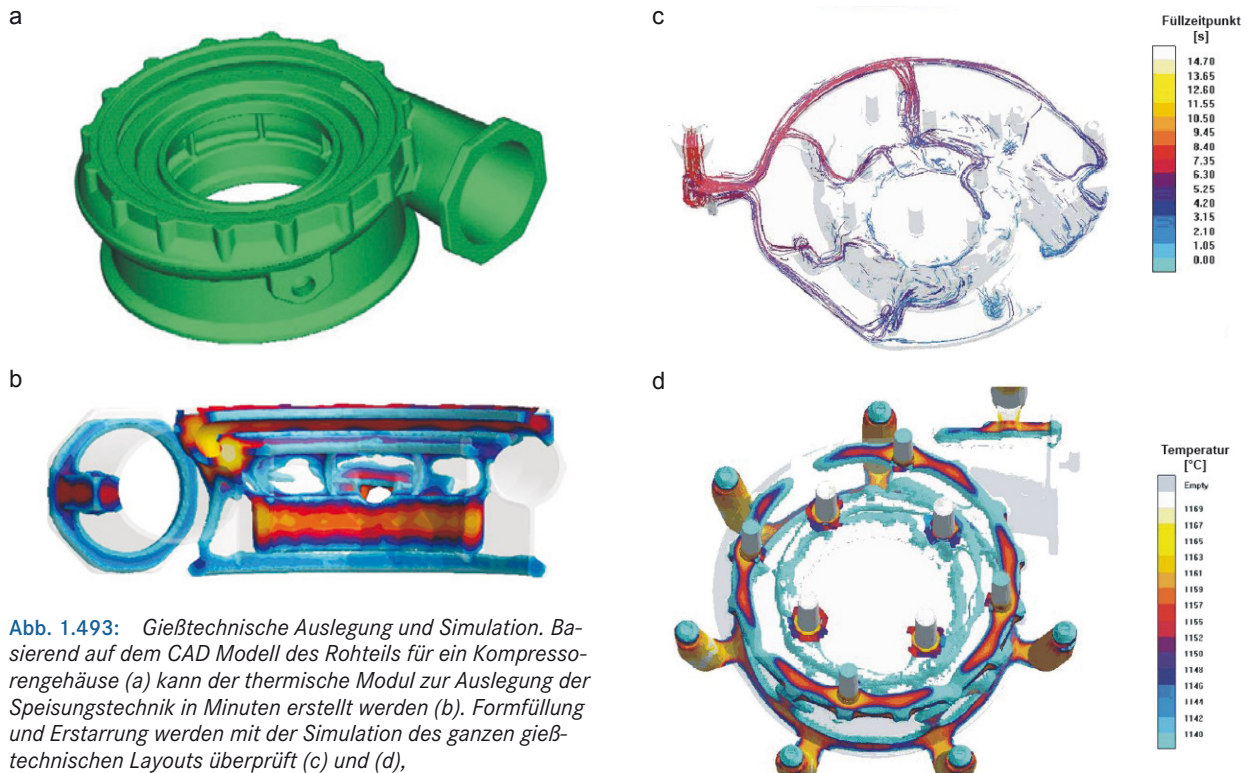 a
c
Füllzeitpunkt
[s]
14.70
13.65
12.60
11.55
10.50
9.45
8.40
7.35
6.30
5.25
4.20
3.15
2.10
1.05
0.00
b
d
Temperatur
[°C]
Empty
1169
1167
1165
1163
1161
1159
1157
1155
1152
1150
1148
1146
1144
1142
1140
Abb. 1.493: Gießtechnische Auslegung und Simulation. Ba-
sierend auf dem CAD Modell des Rohteils für ein Kompresso-
rengehäuse (a) kann der thermische Modul zur Auslegung der
Speisungstechnik in Minuten erstellt werden (b). Formfüllung
und Erstarrung werden mit der Simulation des ganzen gieß-
technischen Layouts überprüft (c) und (d),